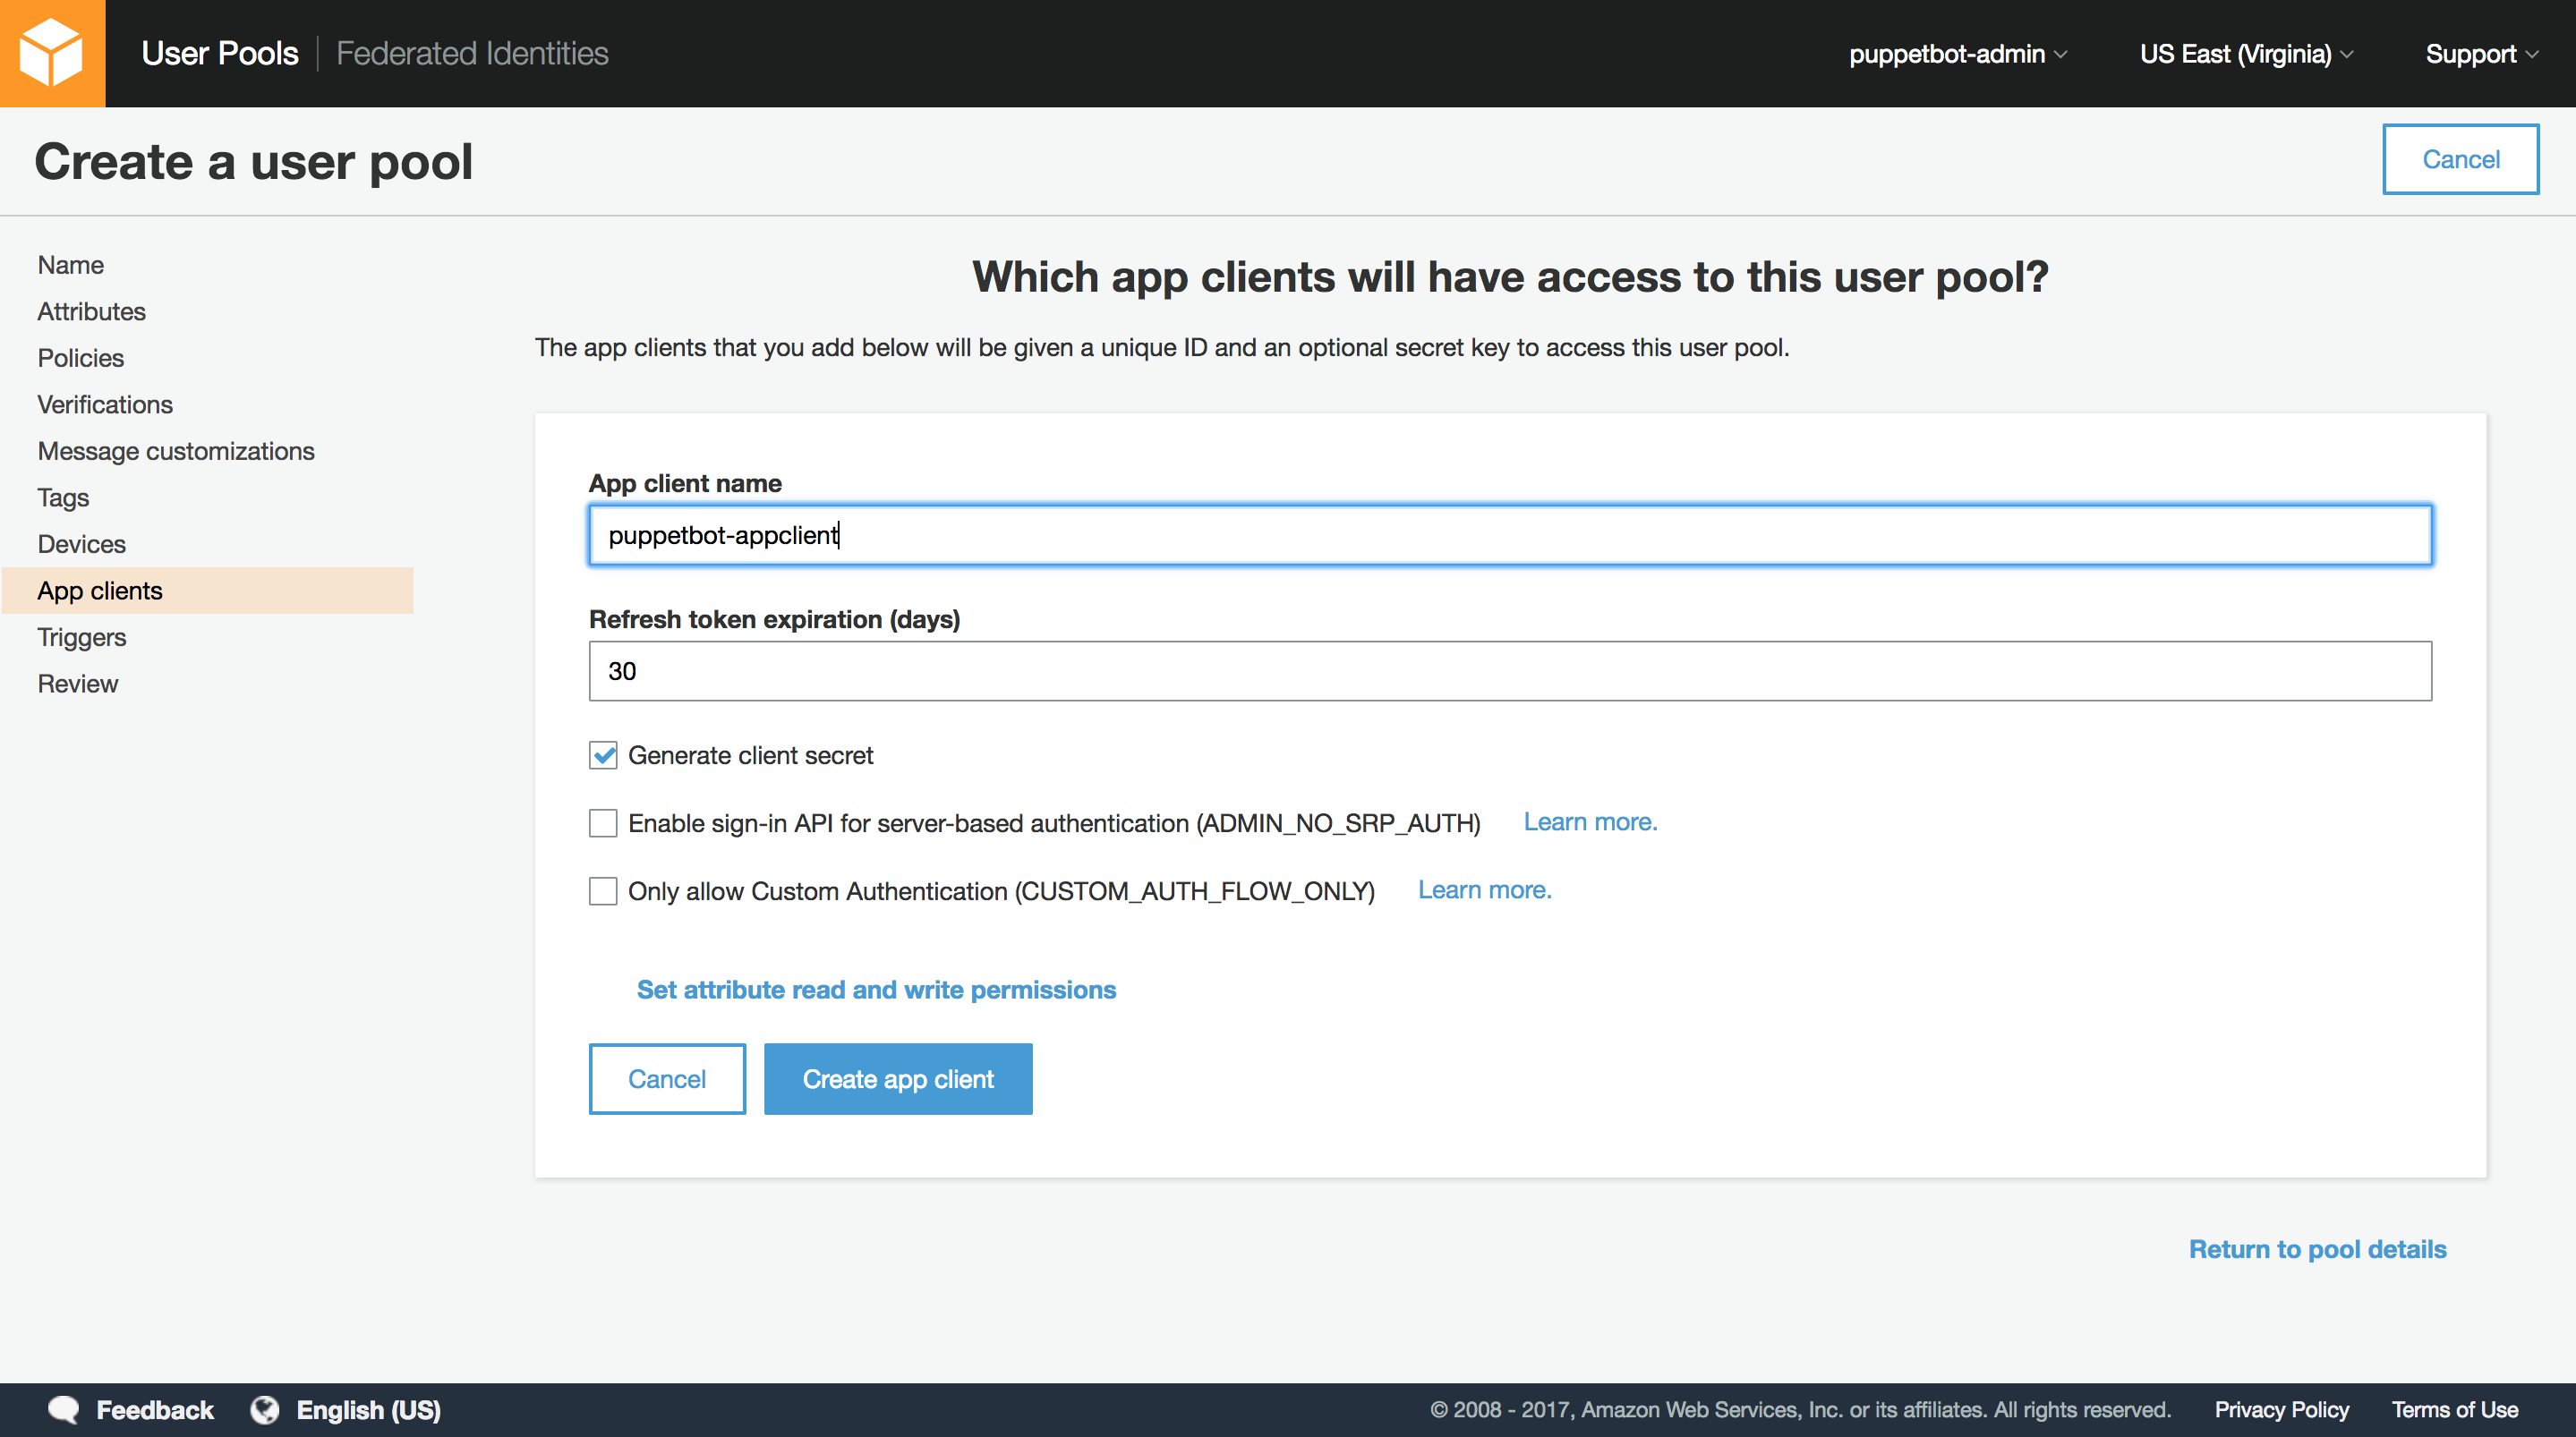 User Pools Federated Identities puppetbot-admin US East (Virginia) Support
Create a user pool
Cancel
Name
Attributes
Policies
Verifications
Message customizations
Tags
Devices
App clients
Triggers
Review
Which app clients will have access to this user pool?
The app clients that you add below will be given a unique ID and an optional secret key to access this user pool.
App client name
puppetbot-appclient
Refresh token expiration (days)
30
Generate client secret
Enable sign-in API for server-based authentication (ADMIN_NO_SRP_AUTH) Learn more.
Only allow Custom Authentication (CUSTOM_AUTH_FLOW_ONLY) Learn more.
Set attribute read and write permissions
Cancel Create app client
Return to pool details
Feedback English (US) © 2008 - 2017, Amazon Web Services, Inc. or its affiliates. All rights reserved. Privacy Policy Terms of Use